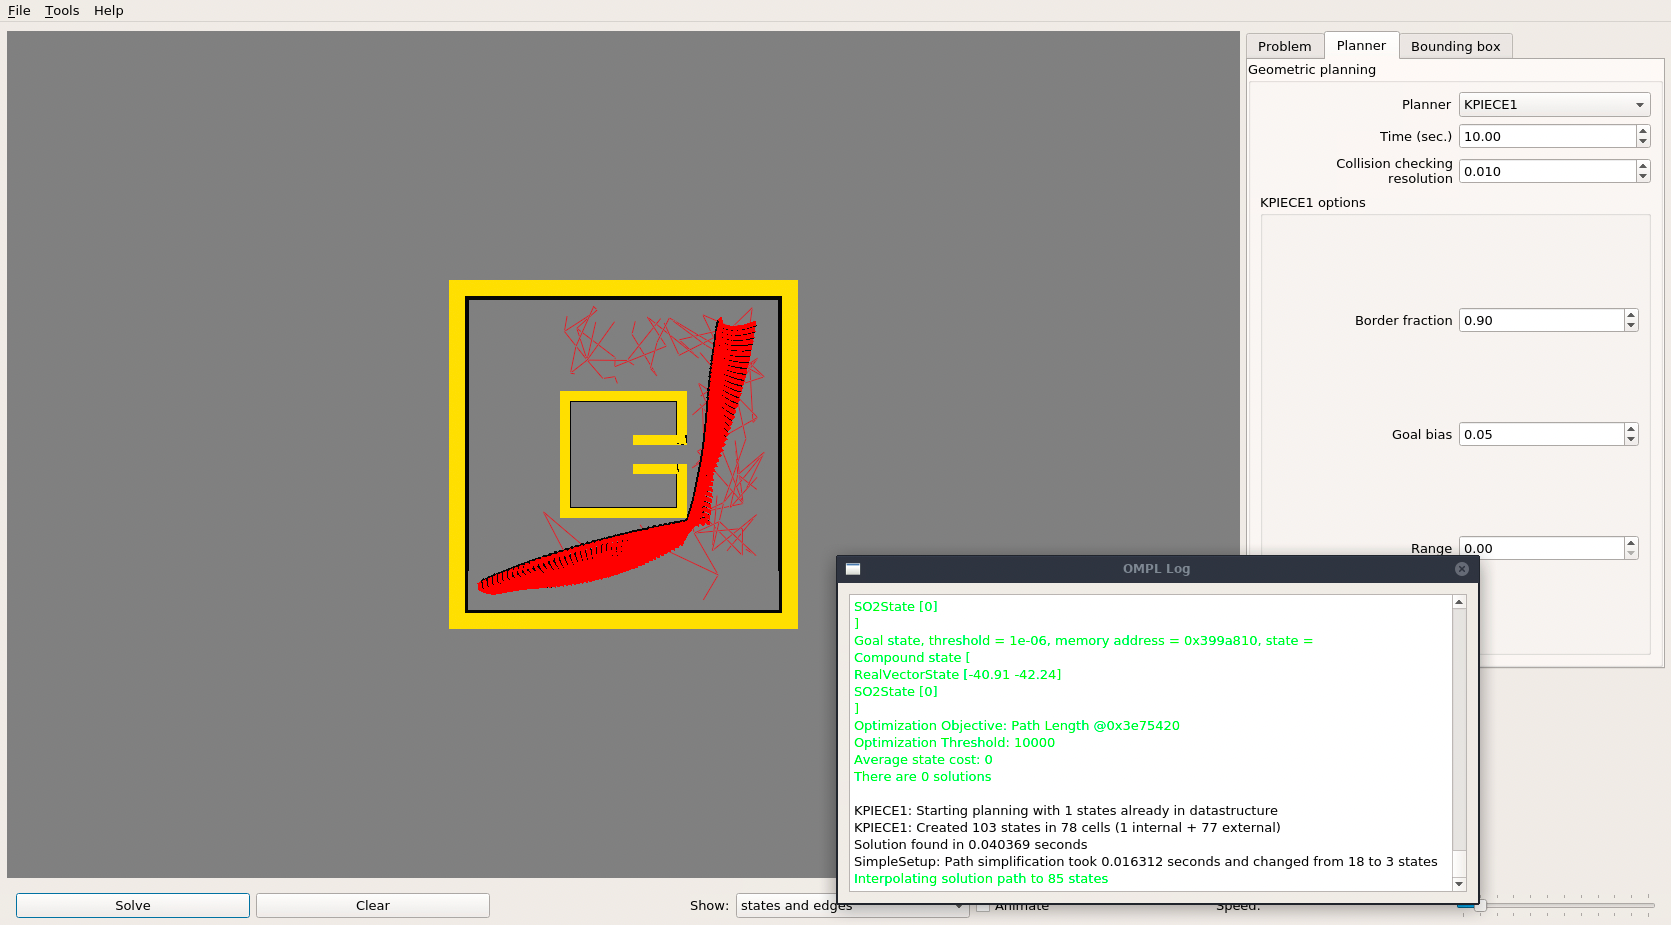 File Tools Help
Problem Planner Bounding box
Geometric planning
Planner KPIECE1
Time (sec.) 10.00
Collision checking
resolution 0.010
KPIECE1 options
Border fraction 0.90
Goal bias 0.05
Range 0.00
OMPL Log
SO2State [0]
]
Goal state, threshold = 1e-06, memory address = 0x399a810, state =
Compound state [
RealVectorState [-40.91 -42.24]
SO2State [0]
]
Optimization Objective: Path Length @0x3e75420
Optimization Threshold: 10000
Average state cost: 0
There are 0 solutions
KPIECE1: Starting planning with 1 states already in datastructure
KPIECE1: Created 103 states in 78 cells (1 internal + 77 external)
Solution found in 0.040369 seconds
SimpleSetup: Path simplification took 0.016312 seconds and changed from 18 to 3 states
Interpolating solution path to 85 states
Solve Clear Show: states and edges Animate Speed: